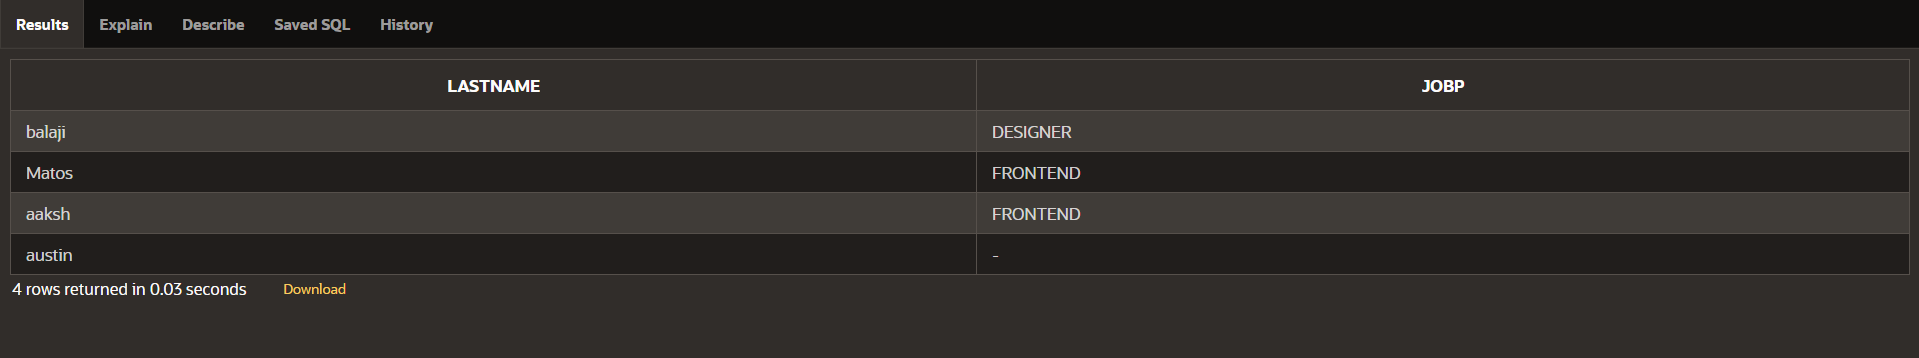 Results Explain Describe Saved SQL History
LASTNAME JOBP
balaji DESIGNER
Matos FRONTEND
aaksh FRONTEND
austin -
4 rows returned in 0.03 seconds Download